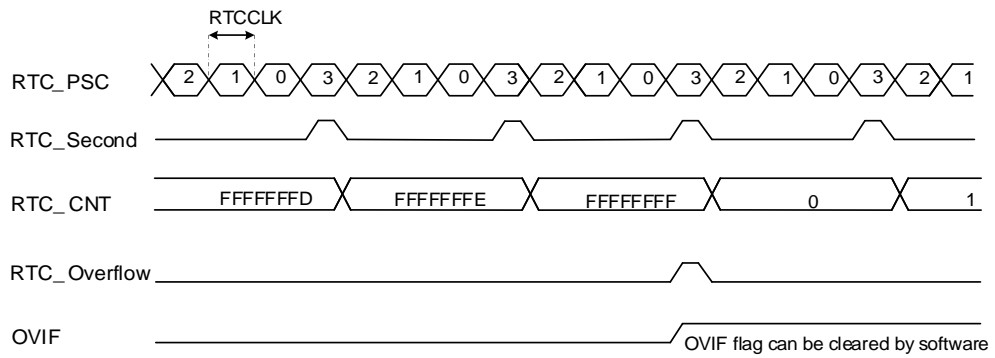 RTCCLK
RTC_PSC 2 1 0 3 2 1 0 3 2 1 0 3 2 1 0 3 2 1
RTC_Second
RTC_CNT FFFFFFFD FFFFFFFE FFFFFFFF 0 1
RTC_Overflow
OVIF OVIF flag can be cleared by software